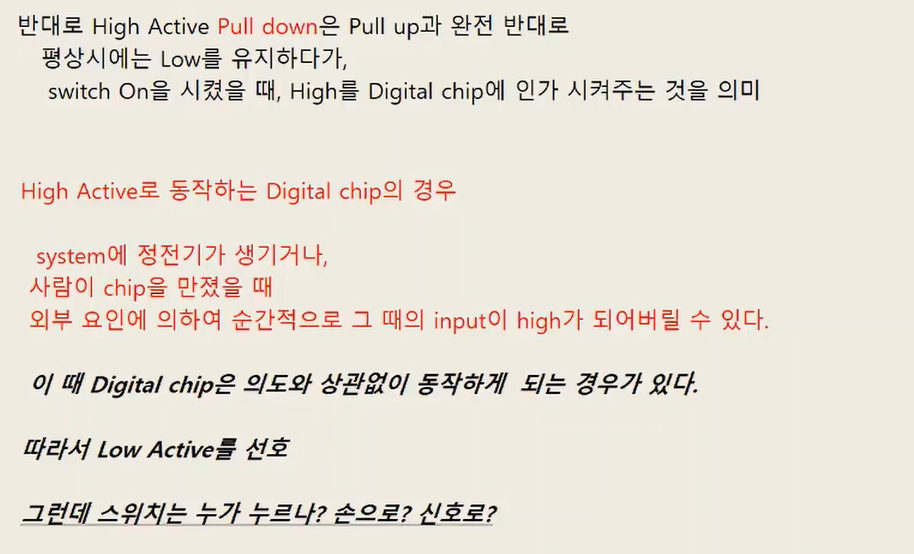 반대로 High Active Pull down은 Pull up과 완전 반대로
평상시에는 Low를 유지하다가,
switch On을 시켰을 때, High를 Digital chip에 인가 시켜주는 것을 의미
High Active로 동작하는 Digital chip의 경우
system에 정전기가 생기거나,
사람이 chip을 만졌을 때
외부 요인에 의하여 순간적으로 그 때의 input이 high가 되어버릴 수 있다.
이 때 Digital chip은 의도와 상관없이 동작하게 되는 경우가 있다.
따라서 Low Active를 선호
그런데 스위치는 누가 누르나? 손으로? 신호로?